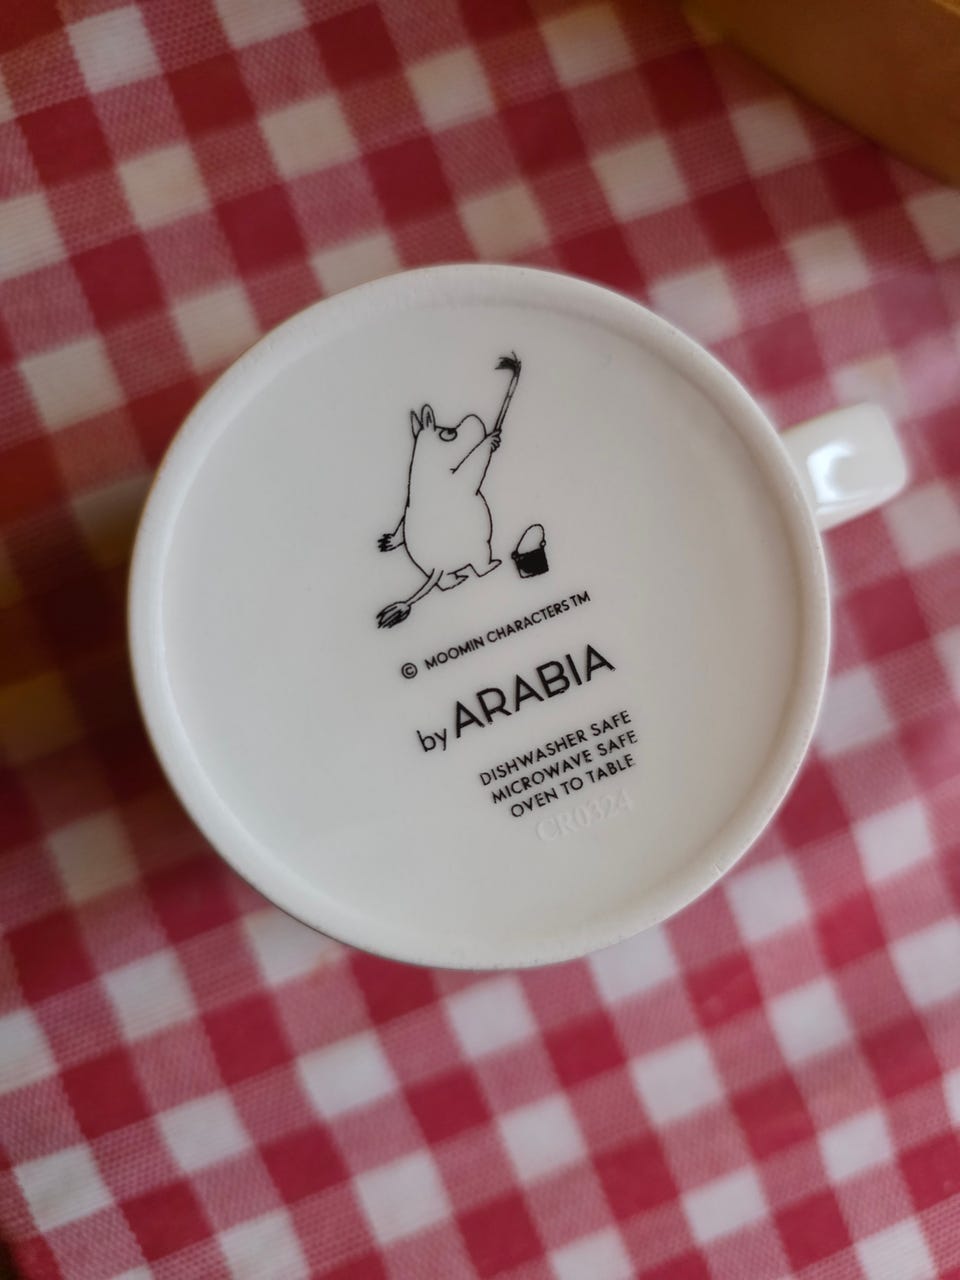 © MOOMIN CHARACTERS TM
by ARABIA
DISHWASHER SAFE
MICROWAVE SAFE
OVEN TO TABLE
CR0324